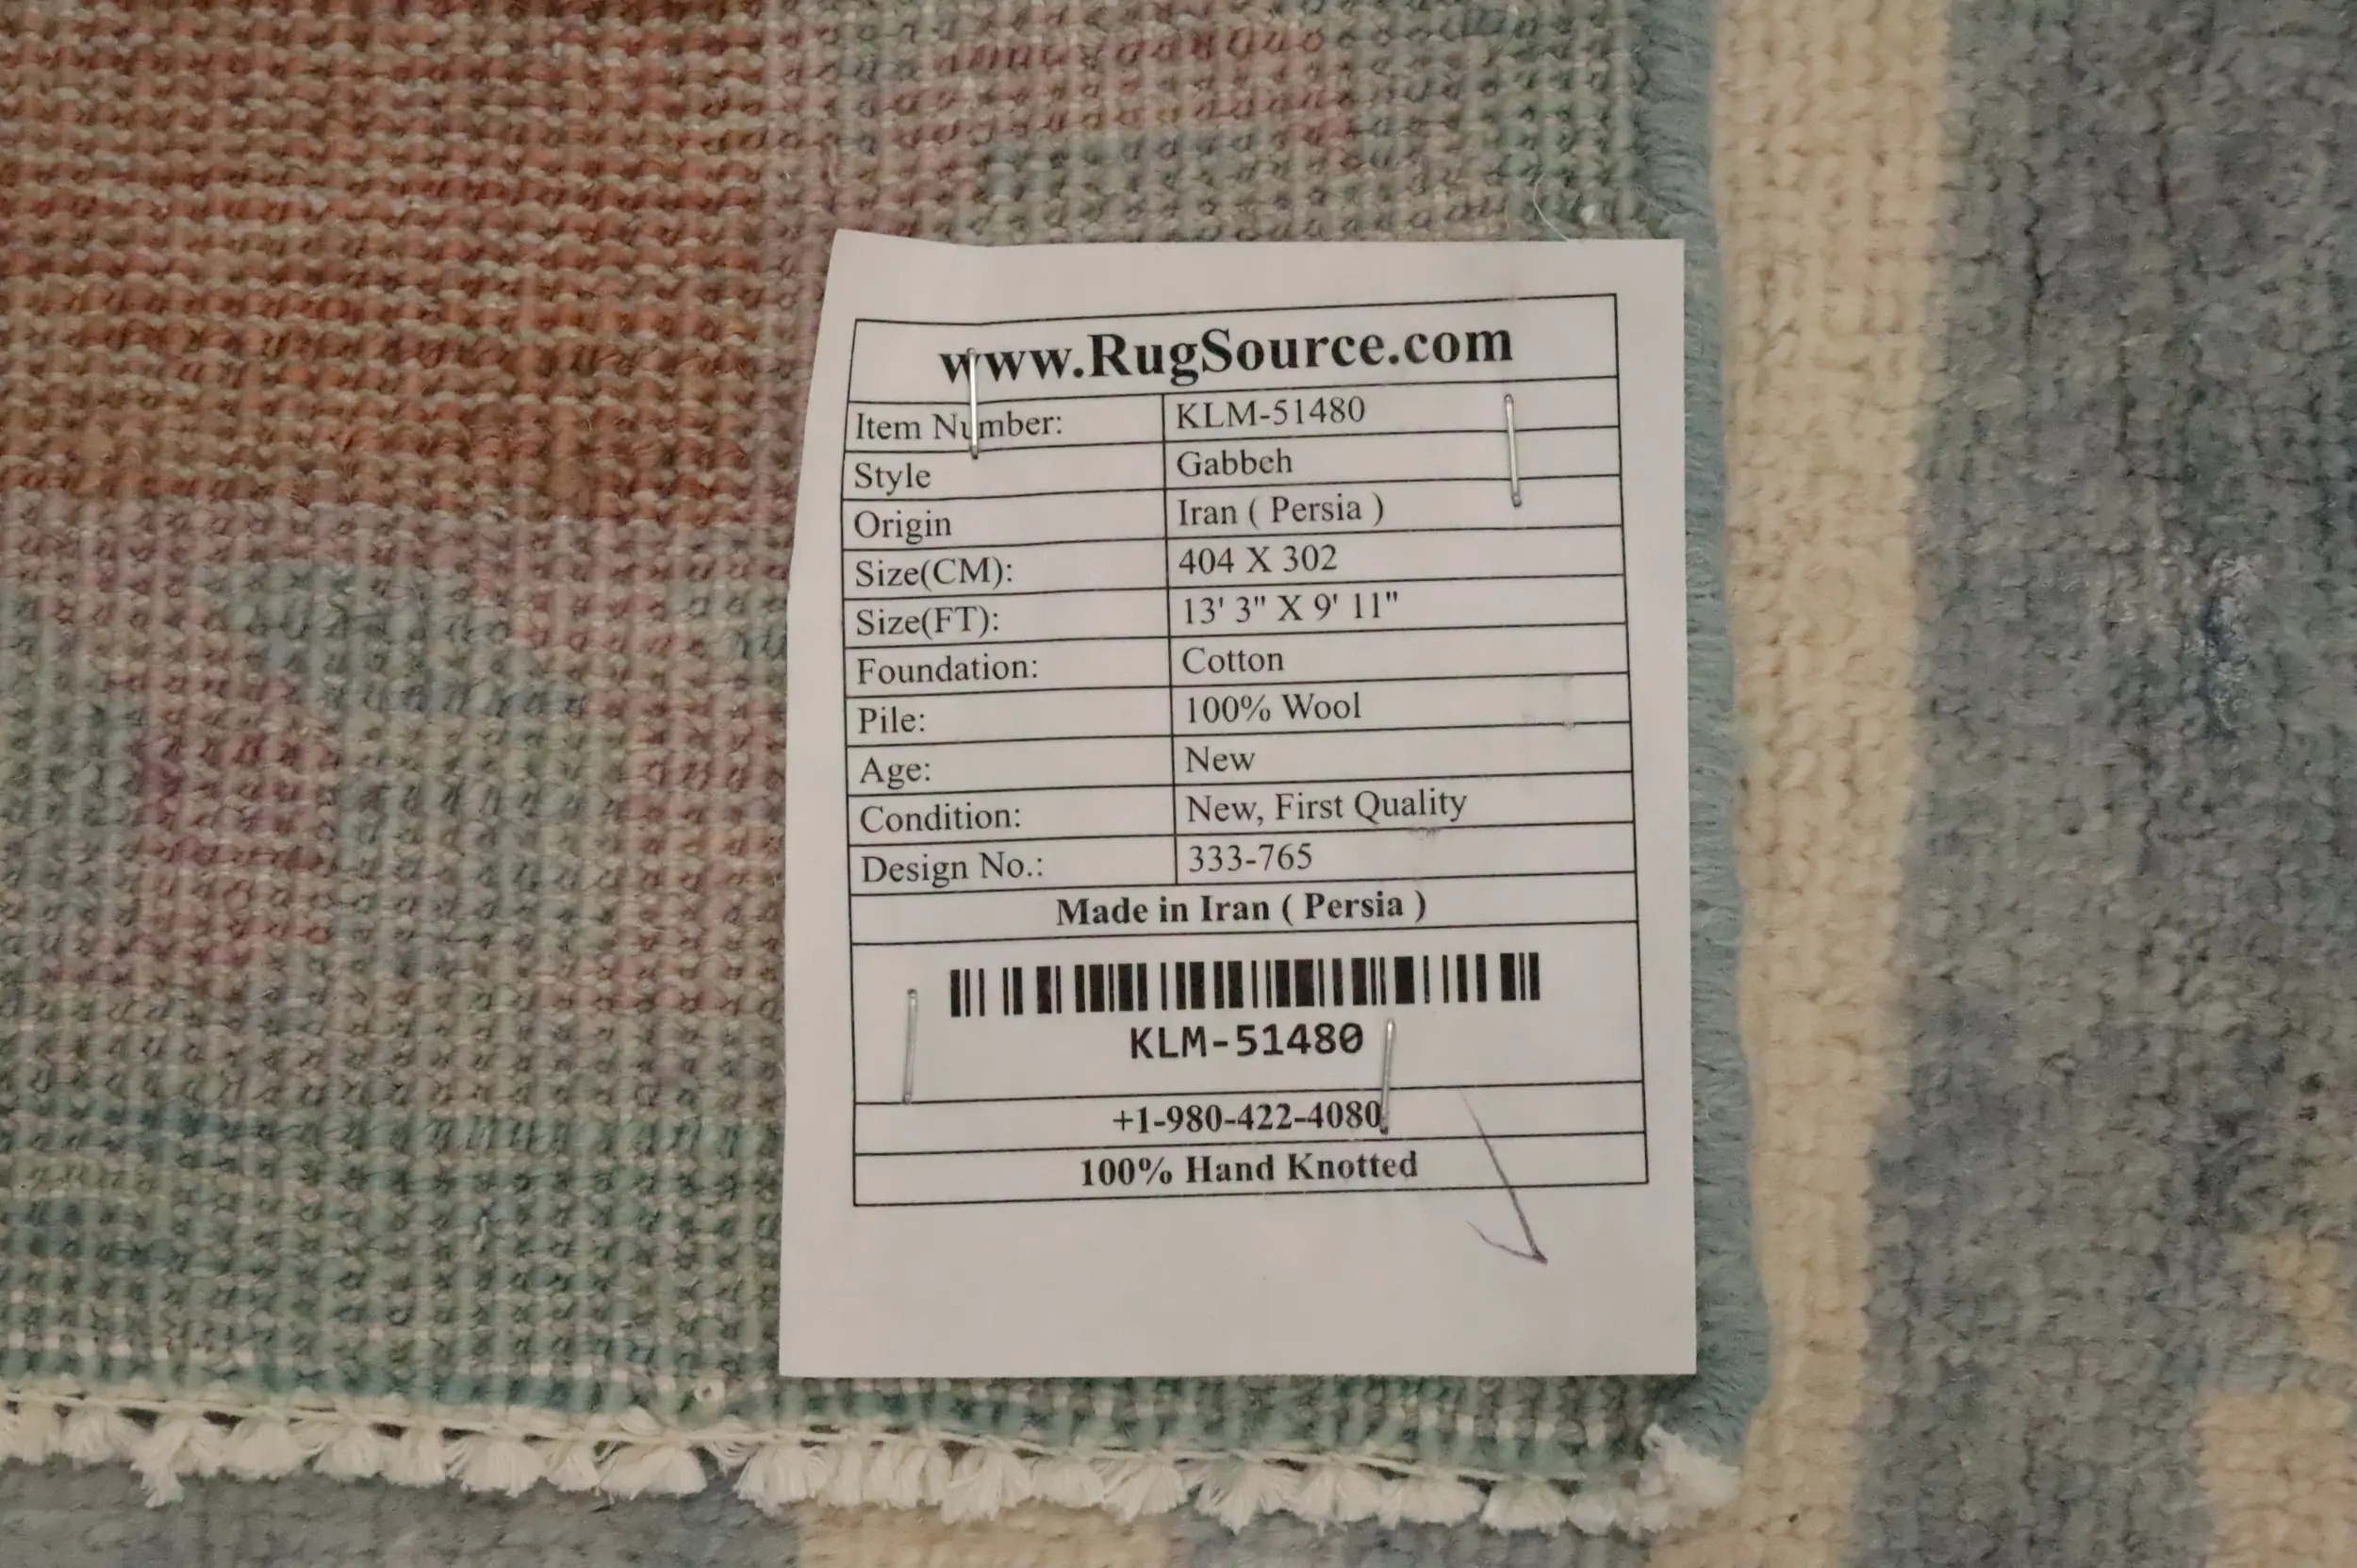 www.RugSource.com
Item Number: KLM-51480
Style Gabbeh
Origin Iran ( Persia )
Size(CM): 404 X 302
Size(FT): 13' 3" X 9' 11"
Foundation: Cotton
Pile: 100% Wool
Age: New
Condition: New, First Quality
Design No.: 333-765
Made in Iran ( Persia )
KLM-51480
+1-980-422-4080
100% Hand Knotted